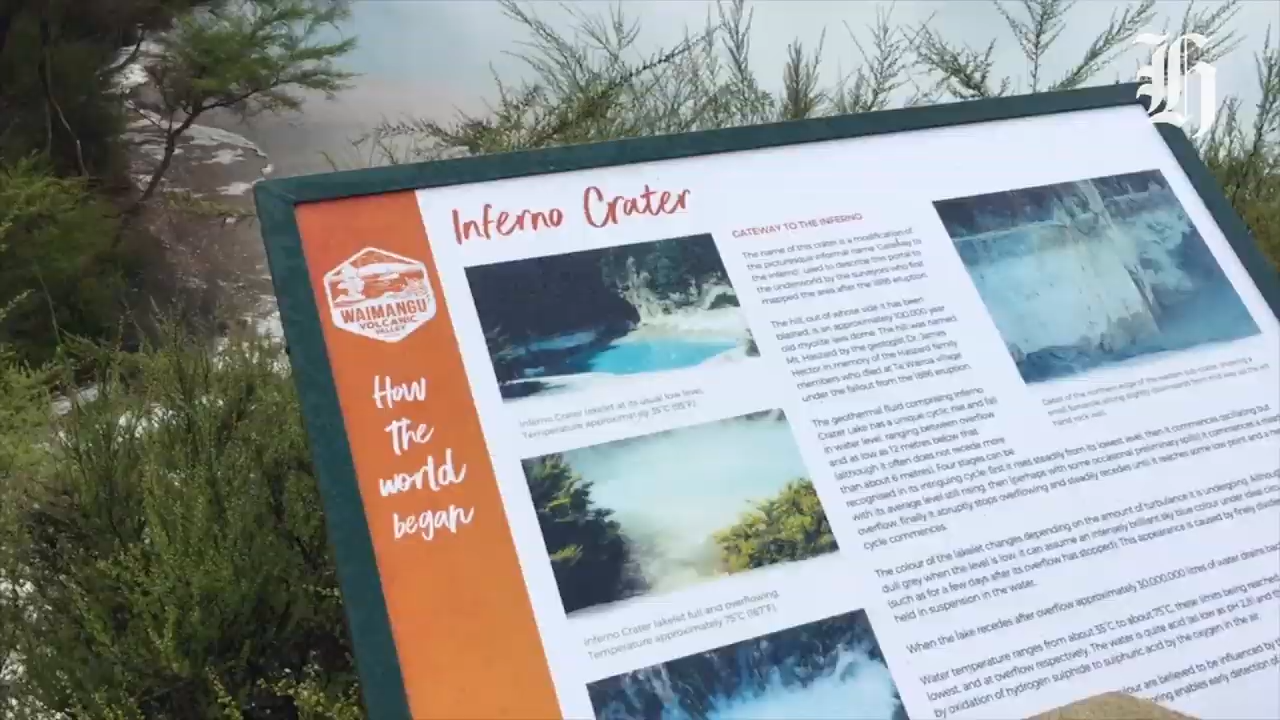 H
Inferno Crater
WAIMANGU
VOLCANIC
VALLEY
How
the
world
began
Inferno Crater lakelet at its usual low level.
Temperature approximately 35°C (95°F).
Inferno Crater lakelet full and overflowing.
Temperature approximately 75°C (167°F).
GATEWAY TO THE INFERNO
The name of this crater is a modification of
the picturesque informal name 'Gateway to
the Inferno', used to describe this portal to
the underworld by the surveyors who first
mapped the area after the 1886 eruption.
The hill, out of whose side it has been
blasted, is an approximately 100,000 year
old rhyolite lava dome. The hill was named
Mt. Haszard by the geologist Dr. James
Hector in memory of the Haszard family
members who died at Te Wairoa village
under the fallout from the 1886 eruption.
The geothermal fluid comprising Inferno
Crater Lake has a unique cyclic rise and fall
in water level, ranging between overflow
and as low as 12 metres below that
(although it often does not recede more
than about 6 metres). Four stages can be
recognised in its intriguing cycle: first it rises steadily from its lowest level, then it commences oscillating but
with its average level still rising, then (perhaps with some occasional preliminary spills) it commences a
overflow, finally it abruptly stops overflowing and steadily recedes until it reaches some low point and a
cycle commences.
The colour of the lakelet changes depending on the amount of turbulence it is undergoing.
dull grey when the level is low, it can assume an intensely brilliant sky blue colour under
(such as for a few days after its overflow has stopped). This appearance is caused by finely
held in suspension in the water.
When the lake recedes after overflow approximately 30,000,000 litres of water drains
Water temperature ranges from about 35°C to about 75°C, these limits being reached
lowest, and at overflow respectively. The water is quite acid (as low as pH 2.1) and
by oxidation of hydrogen sulphide to sulphuric acid by the oxygen in the air.
are believed to be influenced by
enables early detection of